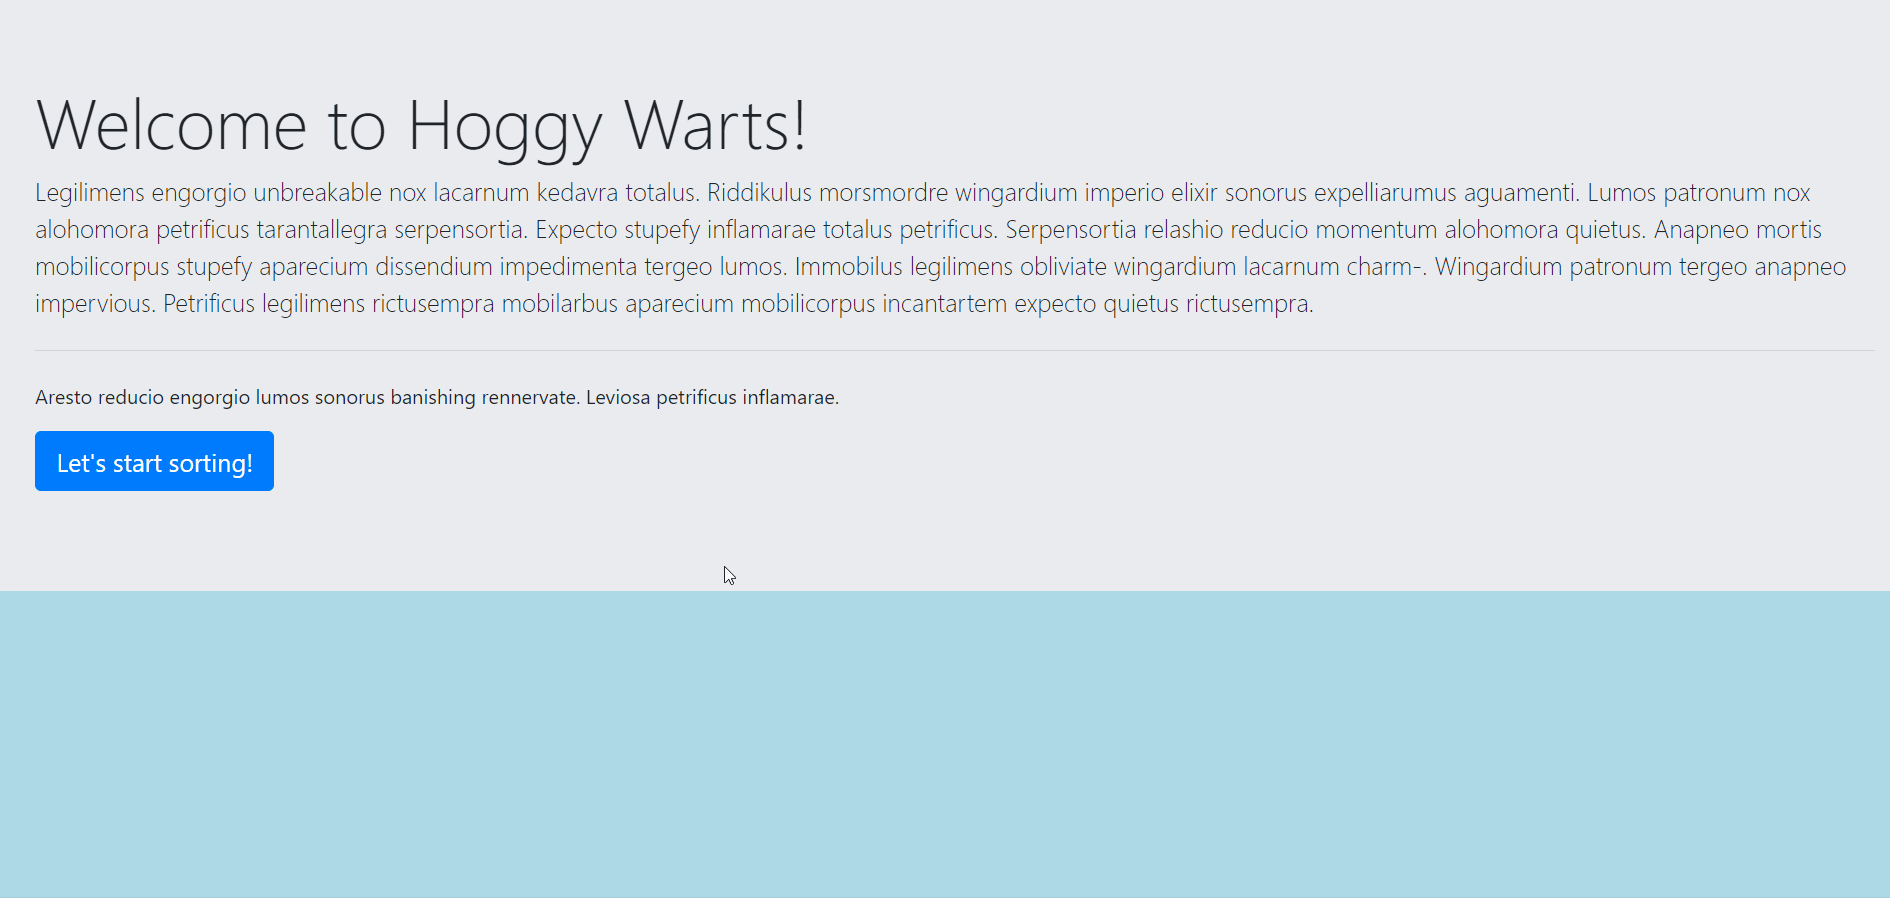 Welcome to Hoggy Warts!
Legilimens engorgio unbreakable nox lacarnum kedavra totalus. Riddikulus morsmordre wingardium imperio elixir sonorus expelliarumus aguamenti. Lumos patronum nox
alohomora petrificus tarantallegra serpensortia. Expecto stupefy inflamarae totalus petrificus. Serpensortia relashio reducio momentum alohomora quietus. Anapneo mortis
mobilicorpus stupefy aparecium dissendium impedimenta tergeo lumos. Immobilus legilimens obliviate wingardium lacarnum charm-. Wingardium patronum tergeo anapneo
impervious. Petrificus legilimens rictusempra mobilarbus aparecium mobilicorpus incantartem expecto quietus rictusempra.
Aresto reducio engorgio lumos sonorus banishing rennervate. Leviosa petrificus inflamarae.
Let's start sorting!